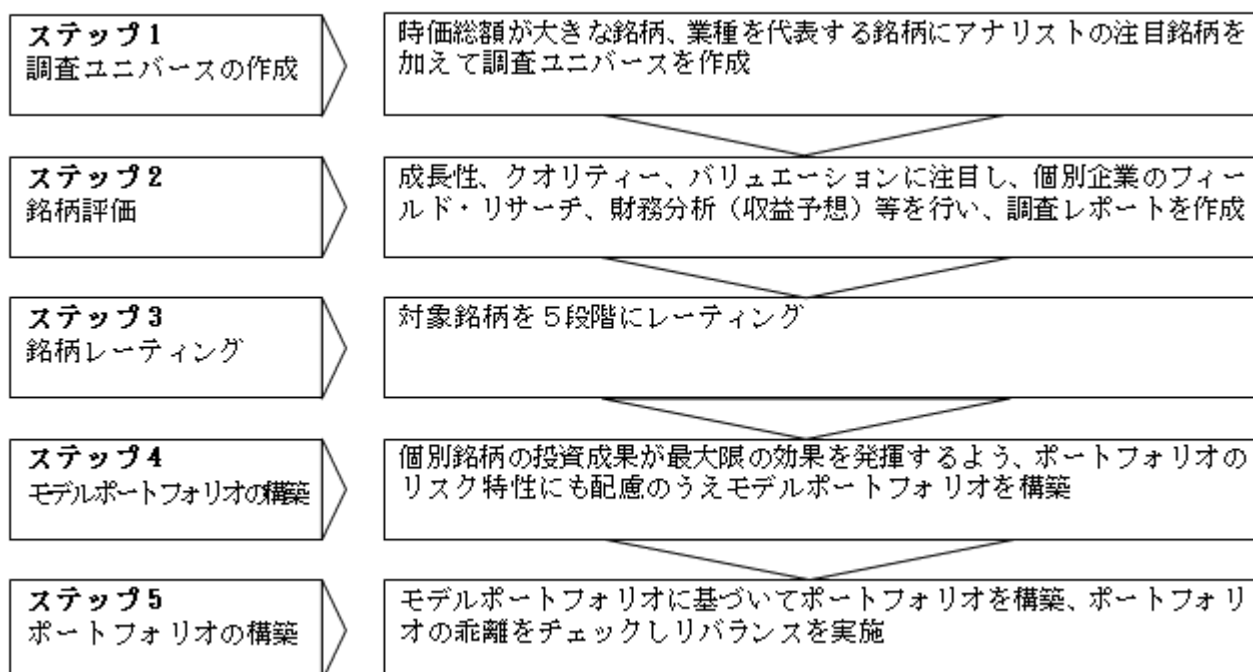 ステップ1
調査ユニバースの作成
時価総額が大きな銘柄、業種を代表する銘柄にアナリストの注目銘柄を
加えて調査ユニバースを作成
ステップ2
銘柄評価
成長性、クオリティー、バリュエーションに注目し、個別企業のフィー
ルド・リサーチ、財務分析（収益予想）等を行い、調査レポートを作成
ステップ3
銘柄レーティング
対象銘柄を５段階にレーティング
ステップ4
モデルポートフォリオの構築
個別銘柄の投資成果が最大限の効果を発揮するよう、ポートフォリオの
リスク特性にも配慮のうえモデルポートフォリオを構築
ステップ5
ポートフォリオの構築
モデルポートフォリオに基づいてポートフォリオを構築、ポートフォリ
オの乖離をチェックしリバランスを実施